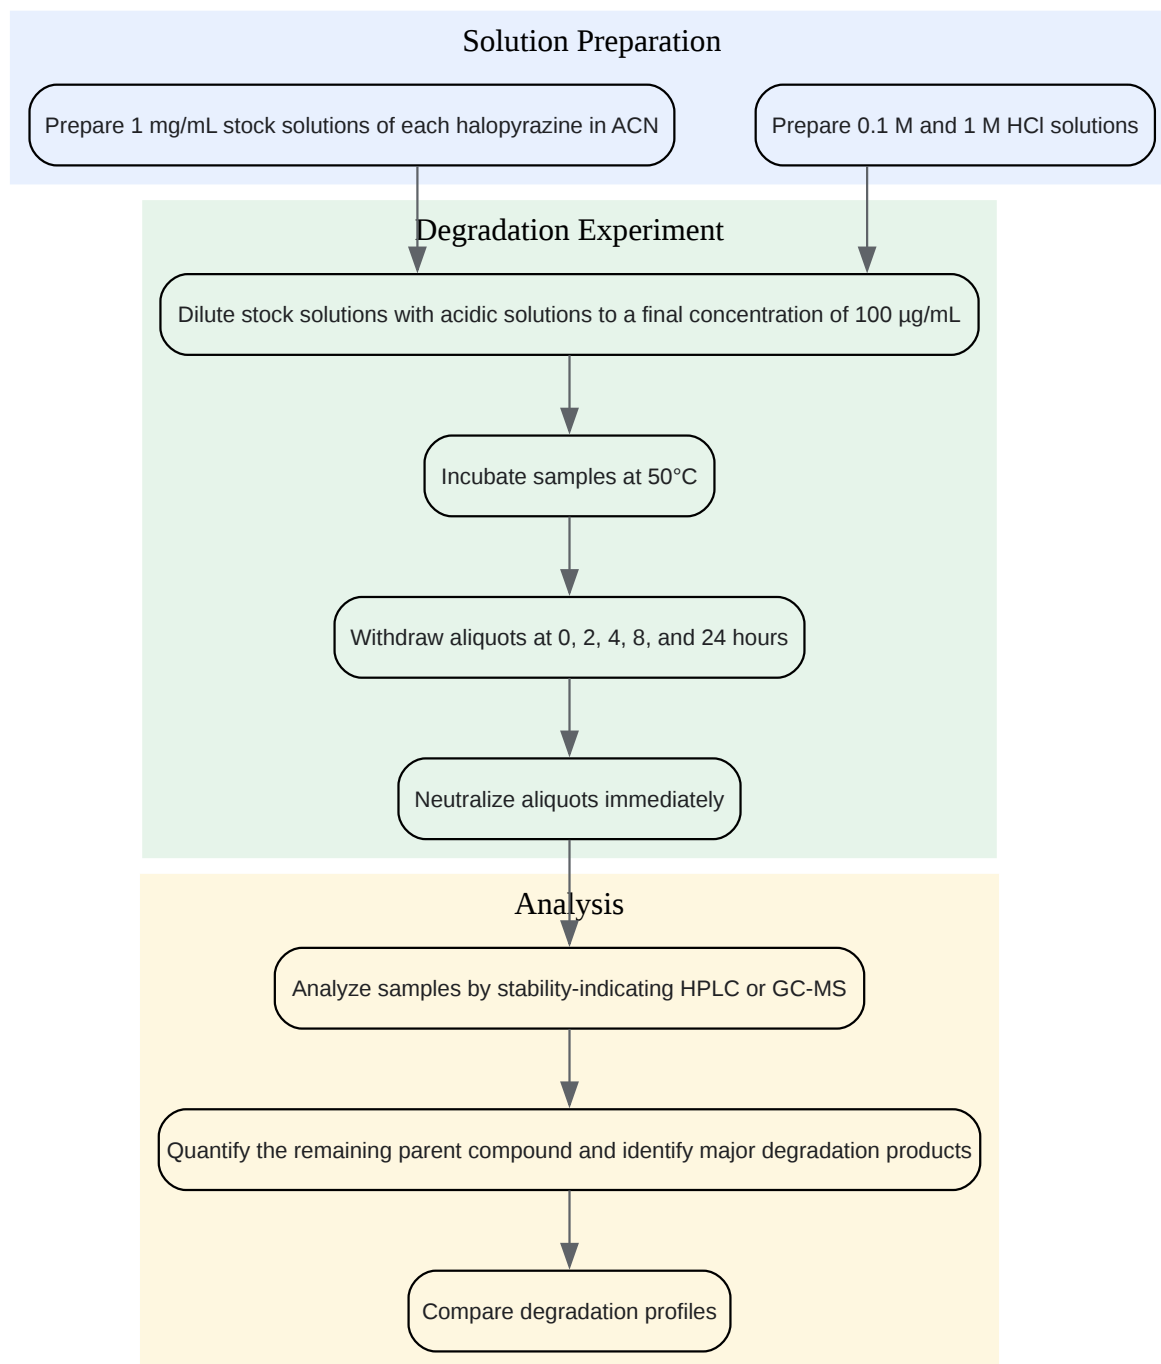 Solution Preparation
Prepare 1 mg/mL stock solutions of each halopyrazine in ACN
Prepare 0.1 M and 1 M HCl solutions
Degradation Experiment
Dilute stock solutions with acidic solutions to a final concentration of 100 µg/mL
Incubate samples at 50°C
Withdraw aliquots at 0, 2, 4, 8, and 24 hours
Neutralize aliquots immediately
Analysis
Analyze samples by stability-indicating HPLC or GC-MS
Quantify the remaining parent compound and identify major degradation products
Compare degradation profiles